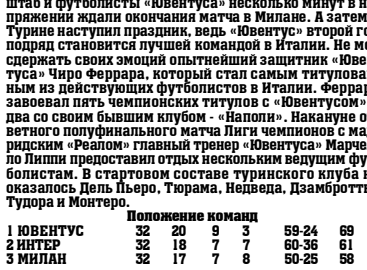 штаб и футболисты «Ювентуса» несколько минут в на
пряжении ждали окончания матча в Милане. А затем
Турине наступил праздник, ведь «Ювентус» второй го
подряд становится лучшей командой в Италии. Не мо
сдержать своих эмоций опытнейший защитник «Юве
туса» Чиро Феррара, который стал самым титулова
ным из действующих футболистов в Италии. Феррар
завоевал пять чемпионских титулов с «Ювентусом»
два со своим бывшим клубом - «Наполи». Накануне о
ветного полуфинального матча Лиги чемпионов с ма
ридским «Реалом» главный тренер «Ювентуса» Марче
ло Липпи предоставил отдых нескольким ведущим фу
болистам. В стартовом составе туринского клуба н
оказалось Дель Пьеро, Тюрама, Недведа, Дзамбротт
Тудора и Монтеро.
Положение команд
1 ЮВЕНТУС 32 20 9 3 59-24 69
2 ИНТЕР 32 18 7 7 60-36 61
3 МИЛАН 32 17 7 8 50-25 58